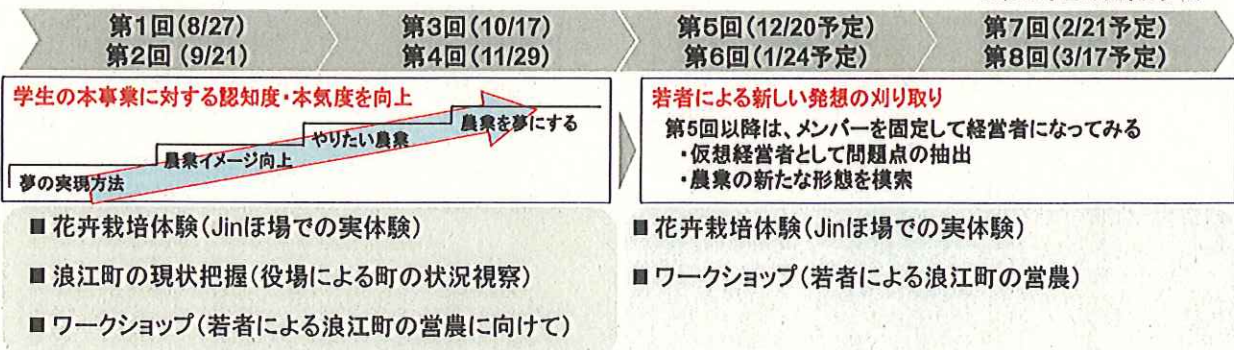 第1回(8/27)
第2回(9/21)
第3回(10/17)
第4回(11/29)
第5回(12/20予定)
第6回(1/24予定)
第7回(2/21予定)
第8回(3/17予定)
学生の本事業に対する認知度・本気度を向上
農業を夢にする
やりたい農業
農業イメージ向上
夢の実現方法
若者による新しい発想の刈り取り
第5回以降は、メンバーを固定して経営者になってみる
・仮想経営者として問題点の抽出
・農業の新たな形態を模索
■ 花卉栽培体験(Jinほ場での実体験)
■ 浪江町の現状把握(役場による町の状況視察)
■ ワークショップ(若者による浪江町の営農に向けて)
■ 花卉栽培体験(Jinほ場での実体験)
■ ワークショップ(若者による浪江町の営農)